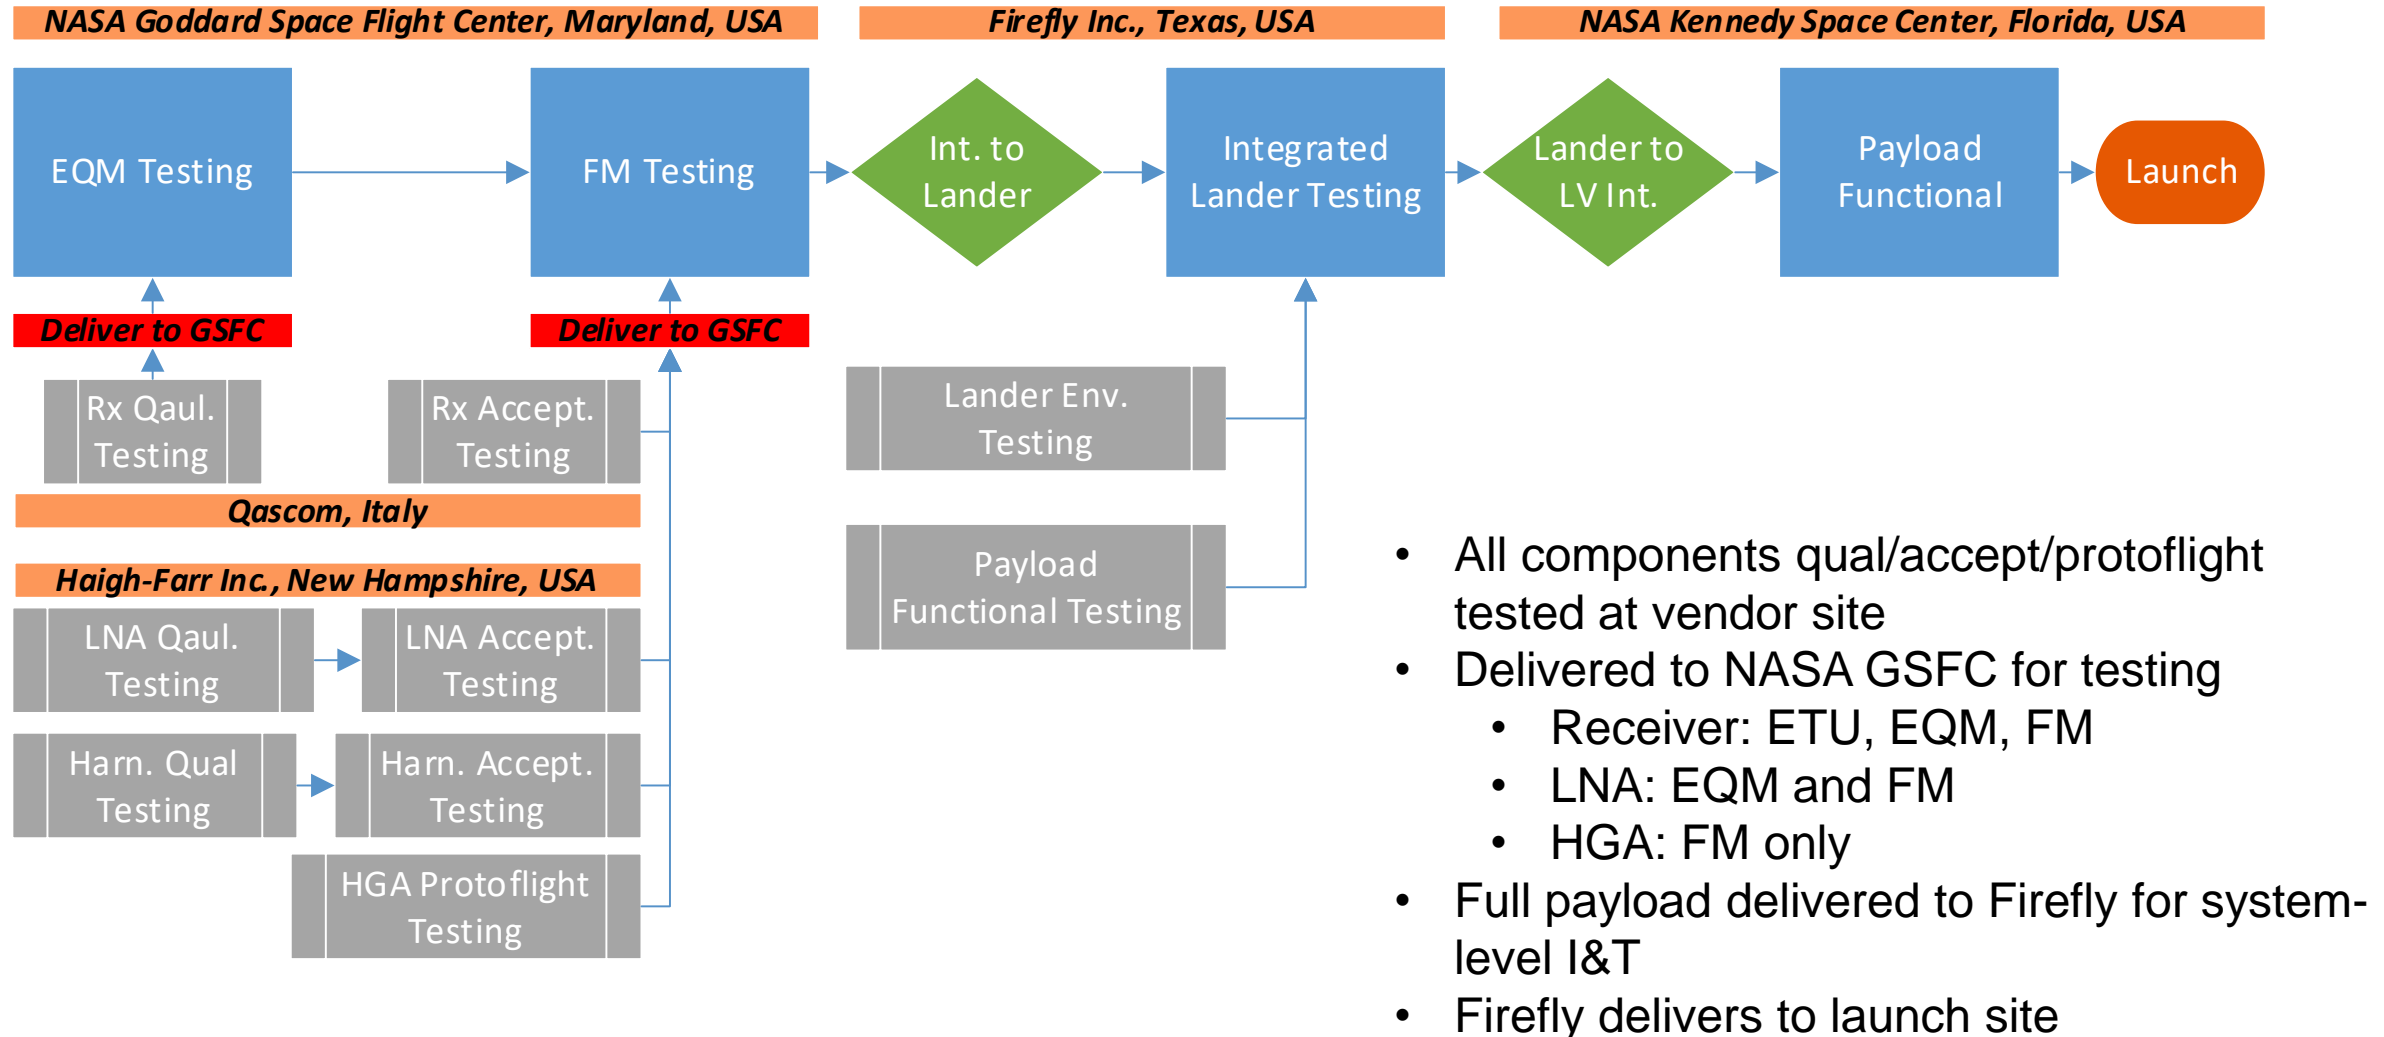 NASA Goddard Space Flight Center, Maryland, USA
Firefly Inc., Texas, USA
NASA Kennedy Space Center, Florida, USA
EQM Testing
FM Testing
Int. to
Lander
Integrated
Lander Testing
Lander to
LV Int.
Payload
Functional
Launch
Deliver to GSFC
Deliver to GSFC
Rx Qaul.
Testing
Rx Accept.
Testing
Lander Env.
Testing
Qascom, Italy
Payload
Functional Testing
Haigh-Farr Inc., New Hampshire, USA
LNA Qaul.
Testing
LNA Accept.
Testing
Harn. Qual
Testing
Harn. Accept.
Testing
HGA Protoflight
Testing
• All components qual/accept/protoflight
tested at vendor site
• Delivered to NASA GSFC for testing
• Receiver: ETU, EQM, FM
• LNA: EQM and FM
• HGA: FM only
• Full payload delivered to Firefly for system-
level I&T
• Firefly delivers to launch site